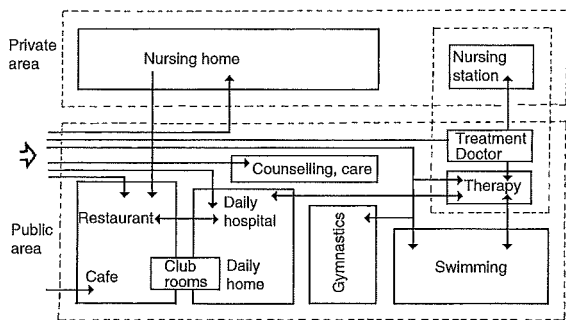 Private
area
Nursing home
Nursing
station
Treatment
Doctor
Counselling, care
Therapy
Public
area
Restaurant
Daily
hospital
Cafe
Club
rooms
Daily
home
Gymnastics
Swimming